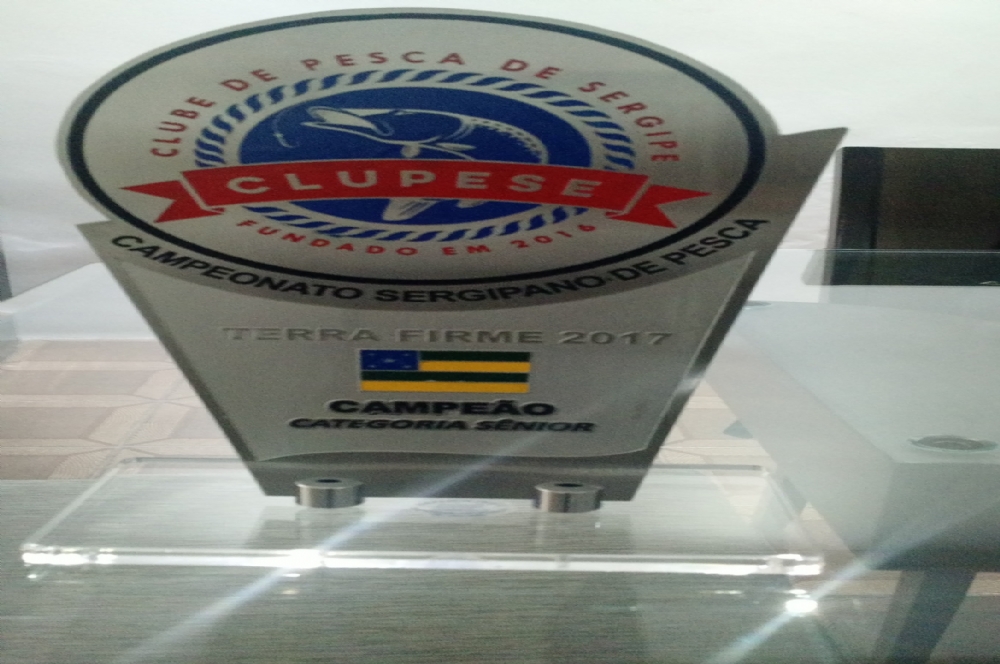 CLUBE DE PESCA DE SERGIPE
CLUPESE
FUNDADO EM 2016
CAMPEONATO SERGIPANO DE PESCA
TERRA FIRME 2017
CAMPEÃO
CATEGORIA SÊNIOR